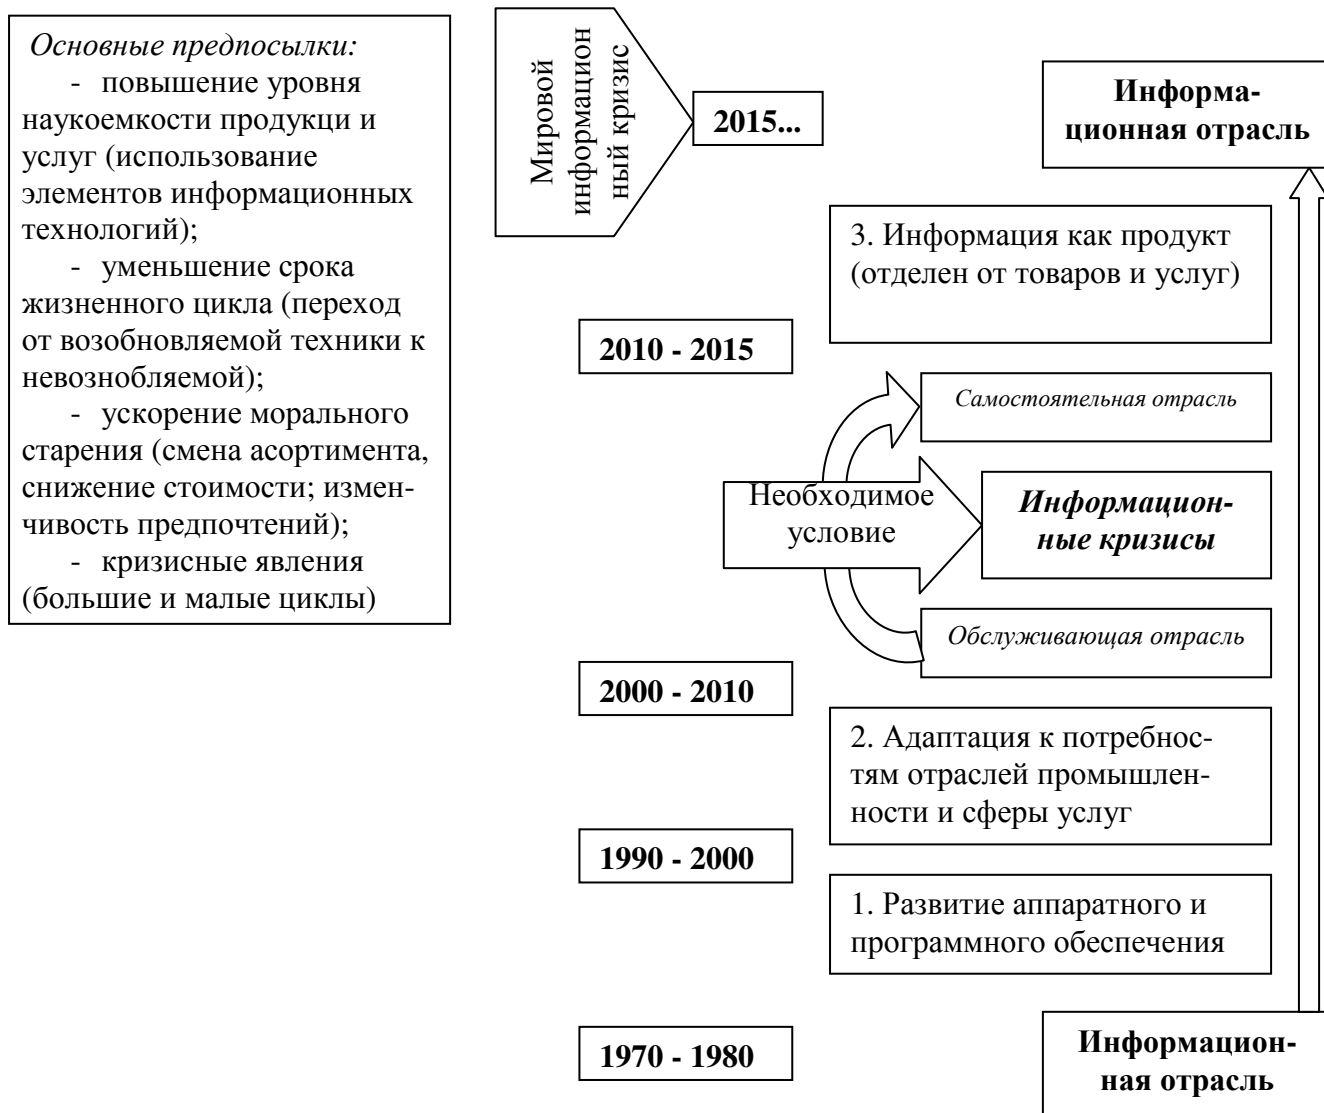 Основные предпосылки:
- повышение уровня
наукоемкости продукци и
услуг (использование
элементов информационных
технологий);
- уменьшение срока
жизненного цикла (переход
от возобновляемой техники к
невознобляемой);
- ускорение морального
старения (смена асортимента,
снижение стоимости; измен-
чивость предпочтений);
- кризисные явления
(большие и малые циклы)
Мировой
информацион
ный кризис
2015...
Информа-
ционная отрасль
3. Информация как продукт
(отделен от товаров и услуг)
2010 - 2015
Самостоятельная отрасль
Необходимое
условие
Информацион-
ные кризисы
Обслуживающая отрасль
2000 - 2010
2. Адаптация к потребнос-
тям отраслей промышлен-
ности и сферы услуг
1990 - 2000
1. Развитие аппаратного и
программного обеспечения
1970 - 1980
Информацион-
ная отрасль